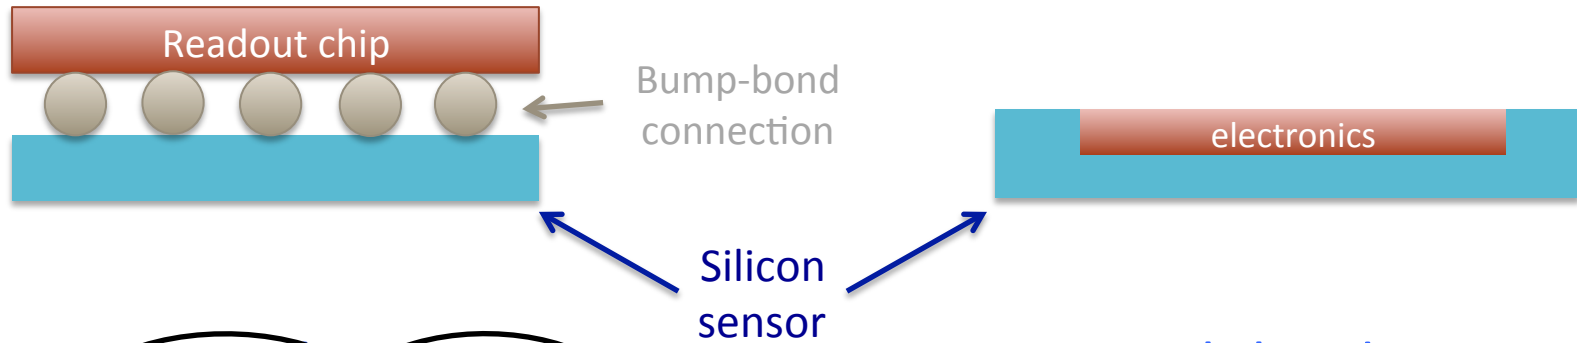 Readout chip
Bump-bond
connection
electronics
Silicon
sensor